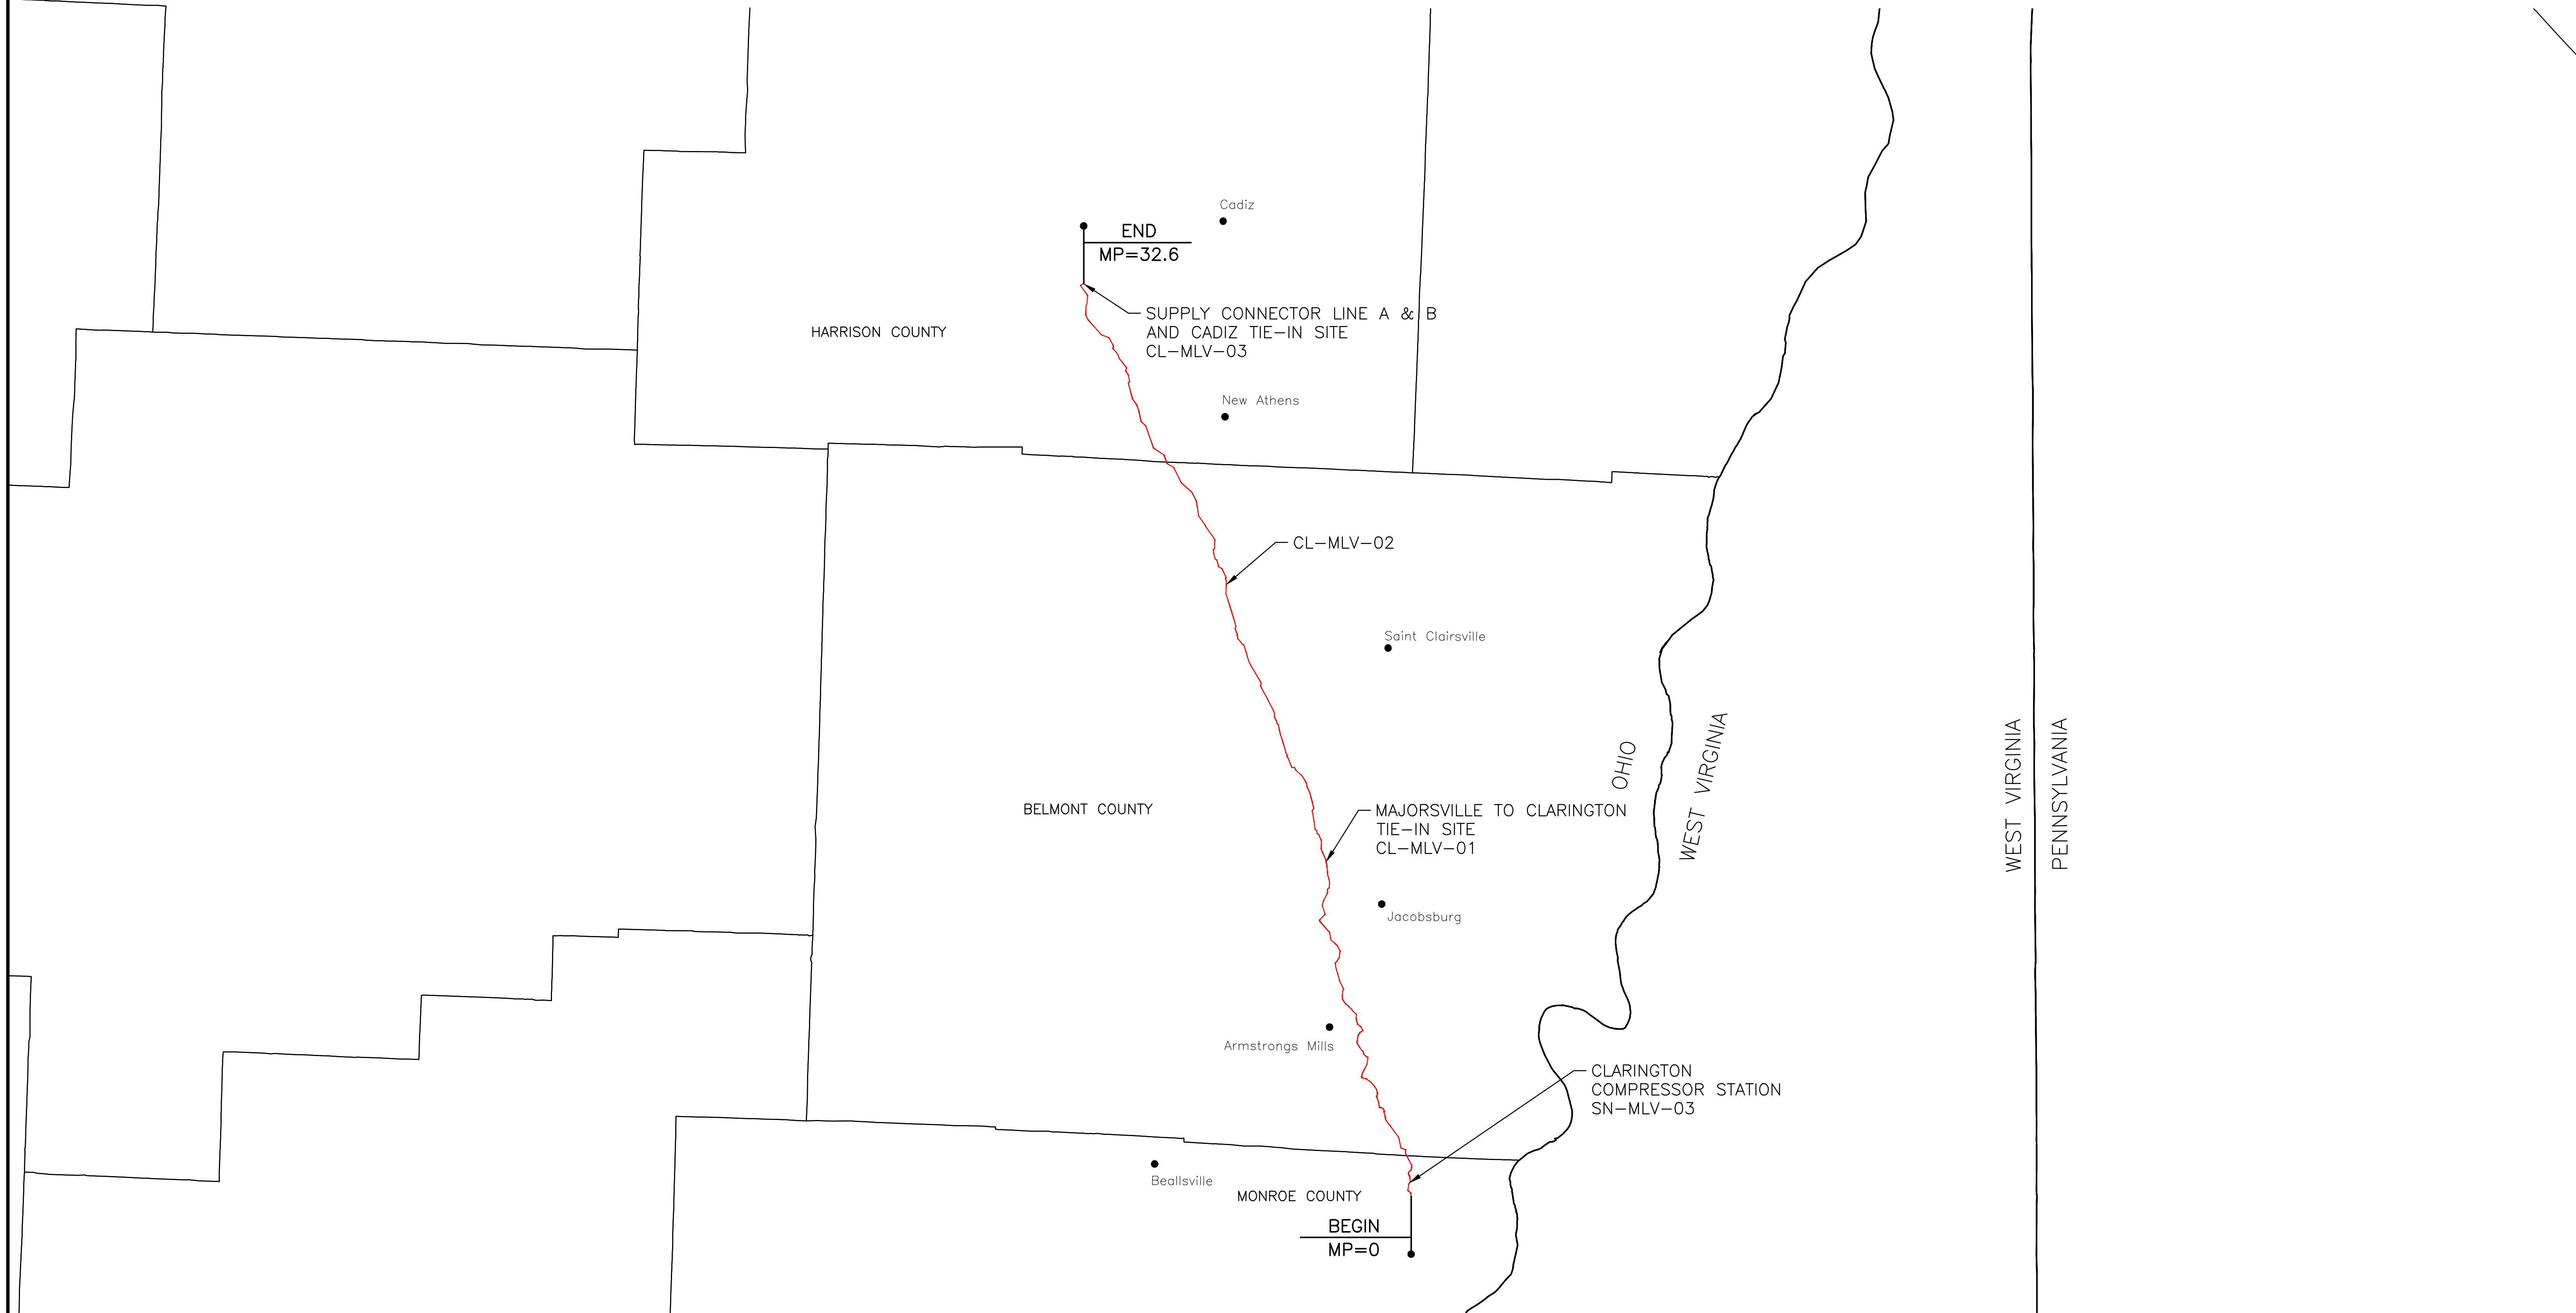 Cadiz
END
MP=32.6
SUPPLY CONNECTOR LINE A & B
AND CADIZ TIE-IN SITE
CL-MLV-03
HARRISON COUNTY
New Athens
CL-MLV-02
Saint Clairsville
OHIO
WEST VIRGINIA
WEST VIRGINIA
PENNSYLVANIA
BELMONT COUNTY
MAJORSVILLE TO CLARINGTON
TIE-IN SITE
CL-MLV-01
Jacobsburg
Armstrongs Mills
CLARINGTON
COMPRESSOR STATION
SN-MLV-03
Beallsville
MONROE COUNTY
BEGIN
MP=0